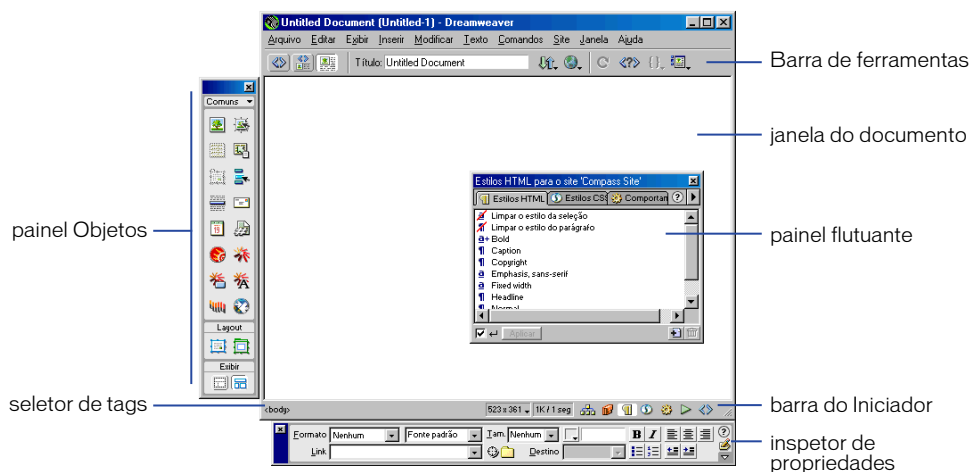 Untitled Document (Untitled-1) - Dreamweaver
Arquivo Editar Exibir Inserir Modificar Texto Comandos Site Janela Ajuda
Título: Untitled Document
Barra de ferramentas
Comuns
janela do documento
Estilos HTML para o site 'Compass Site'
Estilos HTML Estilos CSS Comportan
Limpar o estilo da seleção
Limpar o estilo do parágrafo
Bold
Caption
Copyright
Emphasis, sans-serif
Fixed width
Headline
Normal
Aplicar
painel Objetos
painel flutuante
Layout
Exibir
seletor de tags
<body>
523 x 361 1K / 1 seg
barra do Iniciador
Formato Nenhum Fonte padrão Tam. Nenhum B I
Link Destino
inspetor de
propriedades